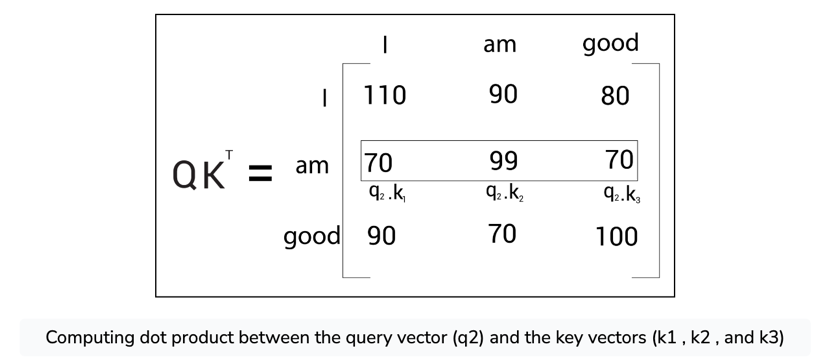 I am good
I 110 90 80
QKᵀ = am 70 99 70
q₂.k₁ q₂.k₂ q₂.k₃
good 90 70 100
Computing dot product between the query vector (q2) and the key vectors (k1 , k2 , and k3)